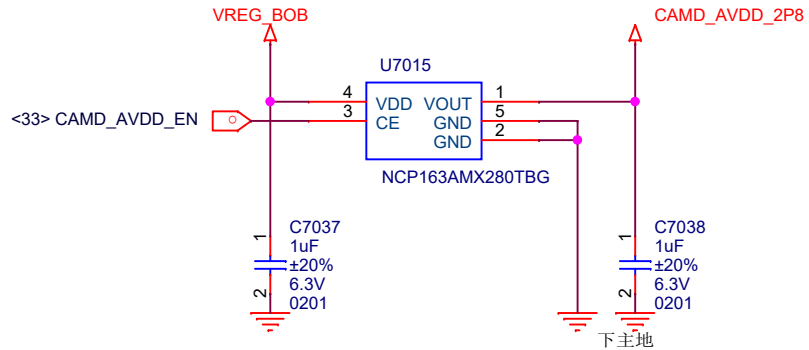 VREG_BOB
CAMD_AVDD_2P8
U7015
4 VDD VOUT 1
<33> CAMD_AVDD_EN 3 CE GND 5
GND 2
NCP163AMX280TBG
1 C7037
1uF
±20%
2 6.3V
0201
1 C7038
1uF
±20%
2 6.3V
0201
下主地